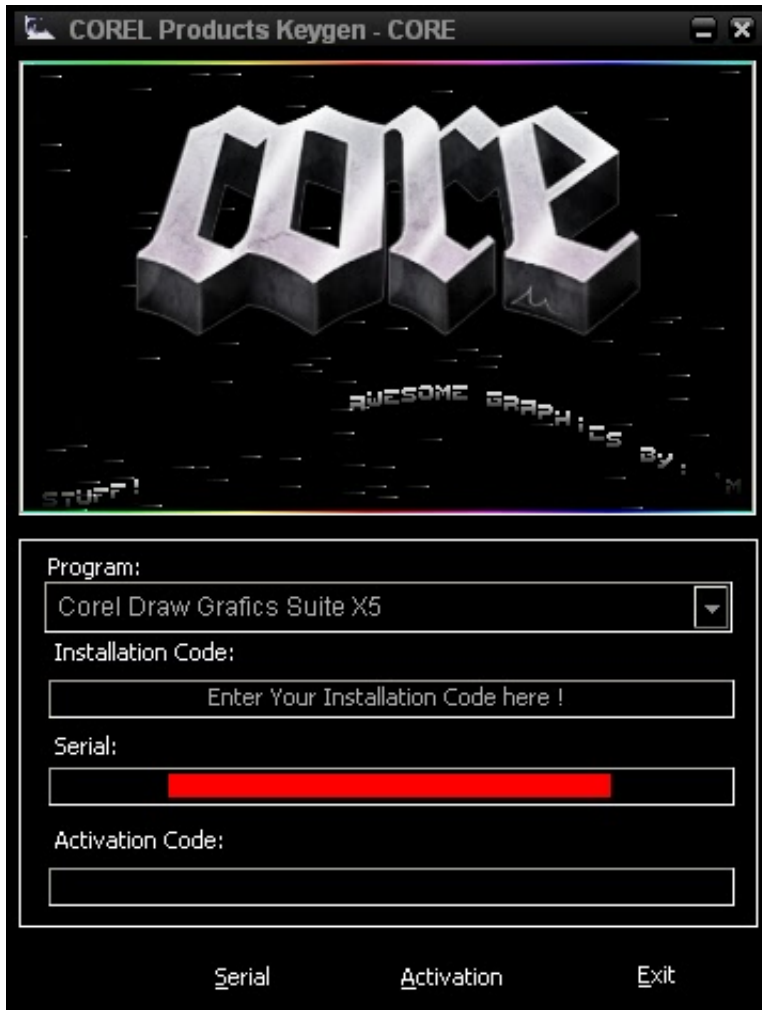 COREL Products Keygen - CORE
core
AWESOME GRAPHiCS By:
STUFF!
Program:
Corel Draw Grafics Suite X5
Installation Code:
Enter Your Installation Code here !
Serial:
Activation Code:
Serial Activation Exit